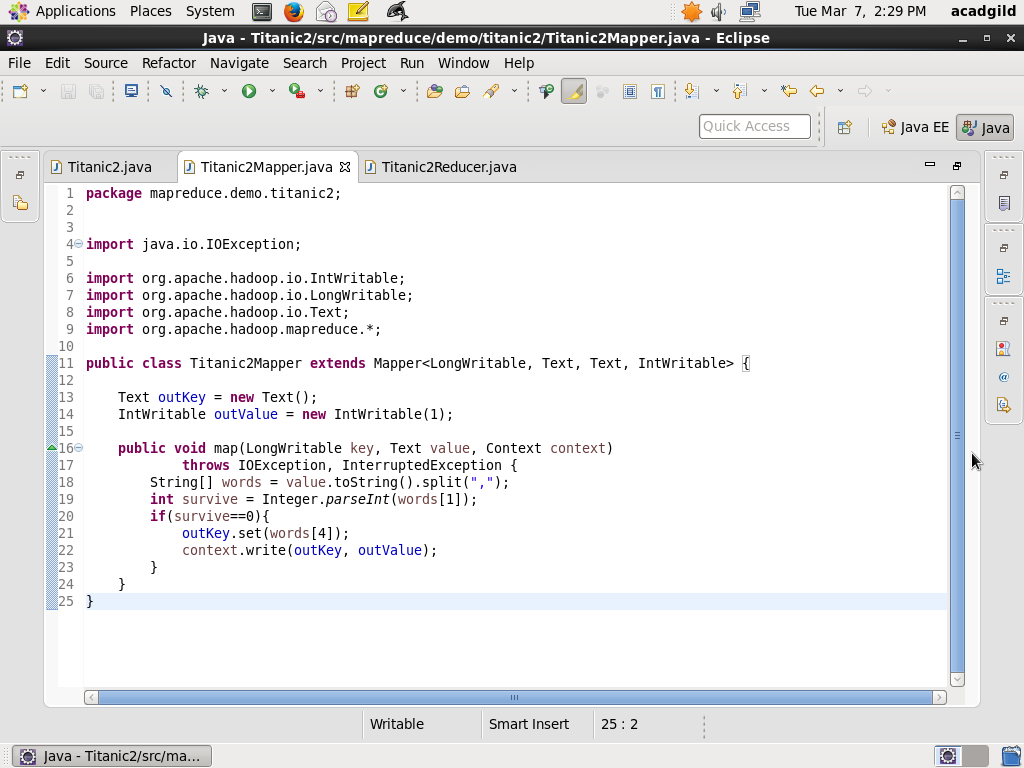 Applications Places System Tue Mar 7, 2:29 PM acadgild
Java - Titanic2/src/mapreduce/demo/titanic2/Titanic2Mapper.java - Eclipse
File Edit Source Refactor Navigate Search Project Run Window Help
Quick Access Java EE Java
Titanic2.java Titanic2Mapper.java Titanic2Reducer.java
1 package mapreduce.demo.titanic2;
2
3
4 import java.io.IOException;
5
6 import org.apache.hadoop.io.IntWritable;
7 import org.apache.hadoop.io.LongWritable;
8 import org.apache.hadoop.io.Text;
9 import org.apache.hadoop.mapreduce.*;
10
11 public class Titanic2Mapper extends Mapper<LongWritable, Text, Text, IntWritable> {
12
13 Text outKey = new Text();
14 IntWritable outValue = new IntWritable(1);
15
16 public void map(LongWritable key, Text value, Context context)
17 throws IOException, InterruptedException {
18 String[] words = value.toString().split(",");
19 int survive = Integer.parseInt(words[1]);
20 if(survive==0){
21 outKey.set(words[4]);
22 context.write(outKey, outValue);
23 }
24 }
25 }
Writable Smart Insert 25 : 2
Java - Titanic2/src/ma...